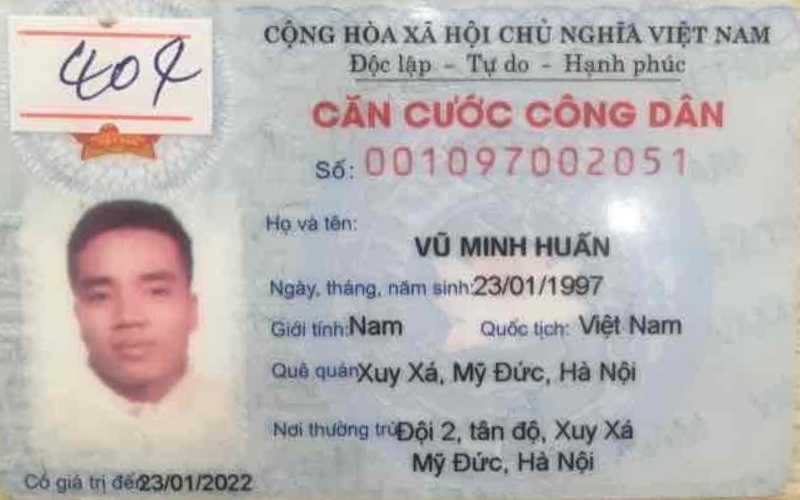 404
CỘNG HÒA XÃ HỘI CHỦ NGHĨA VIỆT NAM
Độc lập - Tự do - Hạnh phúc
CĂN CƯỚC CÔNG DÂN
Số: 001097002051
Họ và tên:
VŨ MINH HUẤN
Ngày, tháng, năm sinh:23/01/1997
Giới tính:Nam Quốc tịch: Việt Nam
Quê quán Xuy Xá, Mỹ Đức, Hà Nội
Nơi thường trú Đội 2, tân độ, Xuy Xá
Mỹ Đức, Hà Nội
Có giá trị đến 23/01/2022